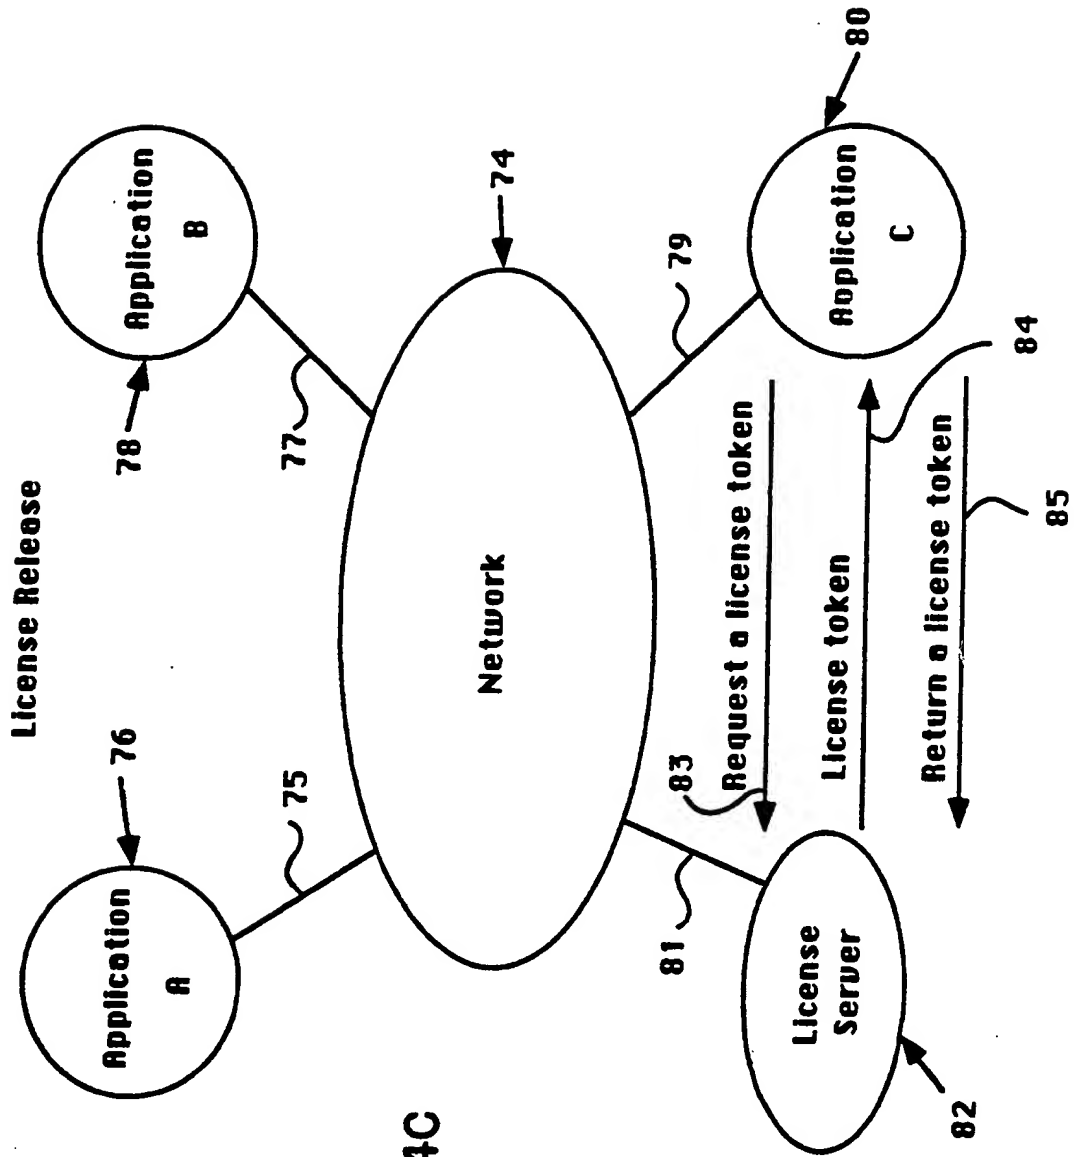 License Release
76
Application
A
75
78
Application
B
77
74
Network
79
80
Application
C
81
83
Request a license token
License token
84
Return a license token
85
License
Server
82
4C